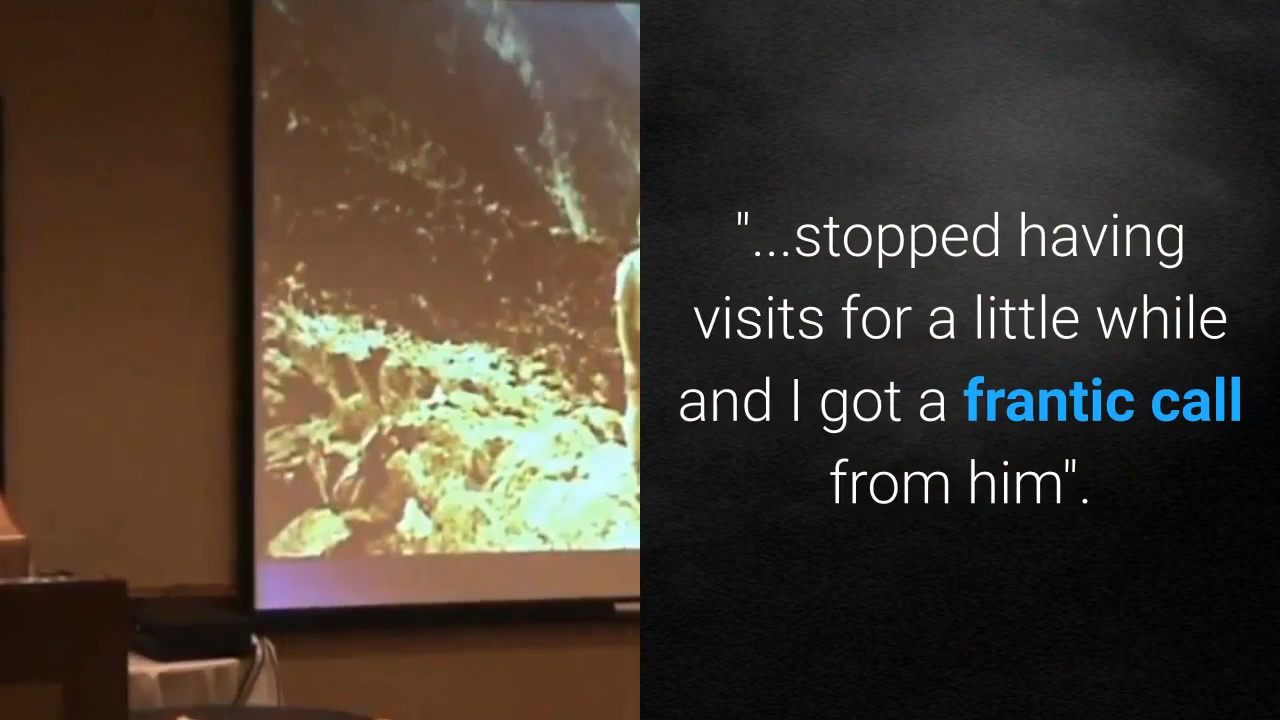 "...stopped having
visits for a little while
and I got a frantic call
from him".